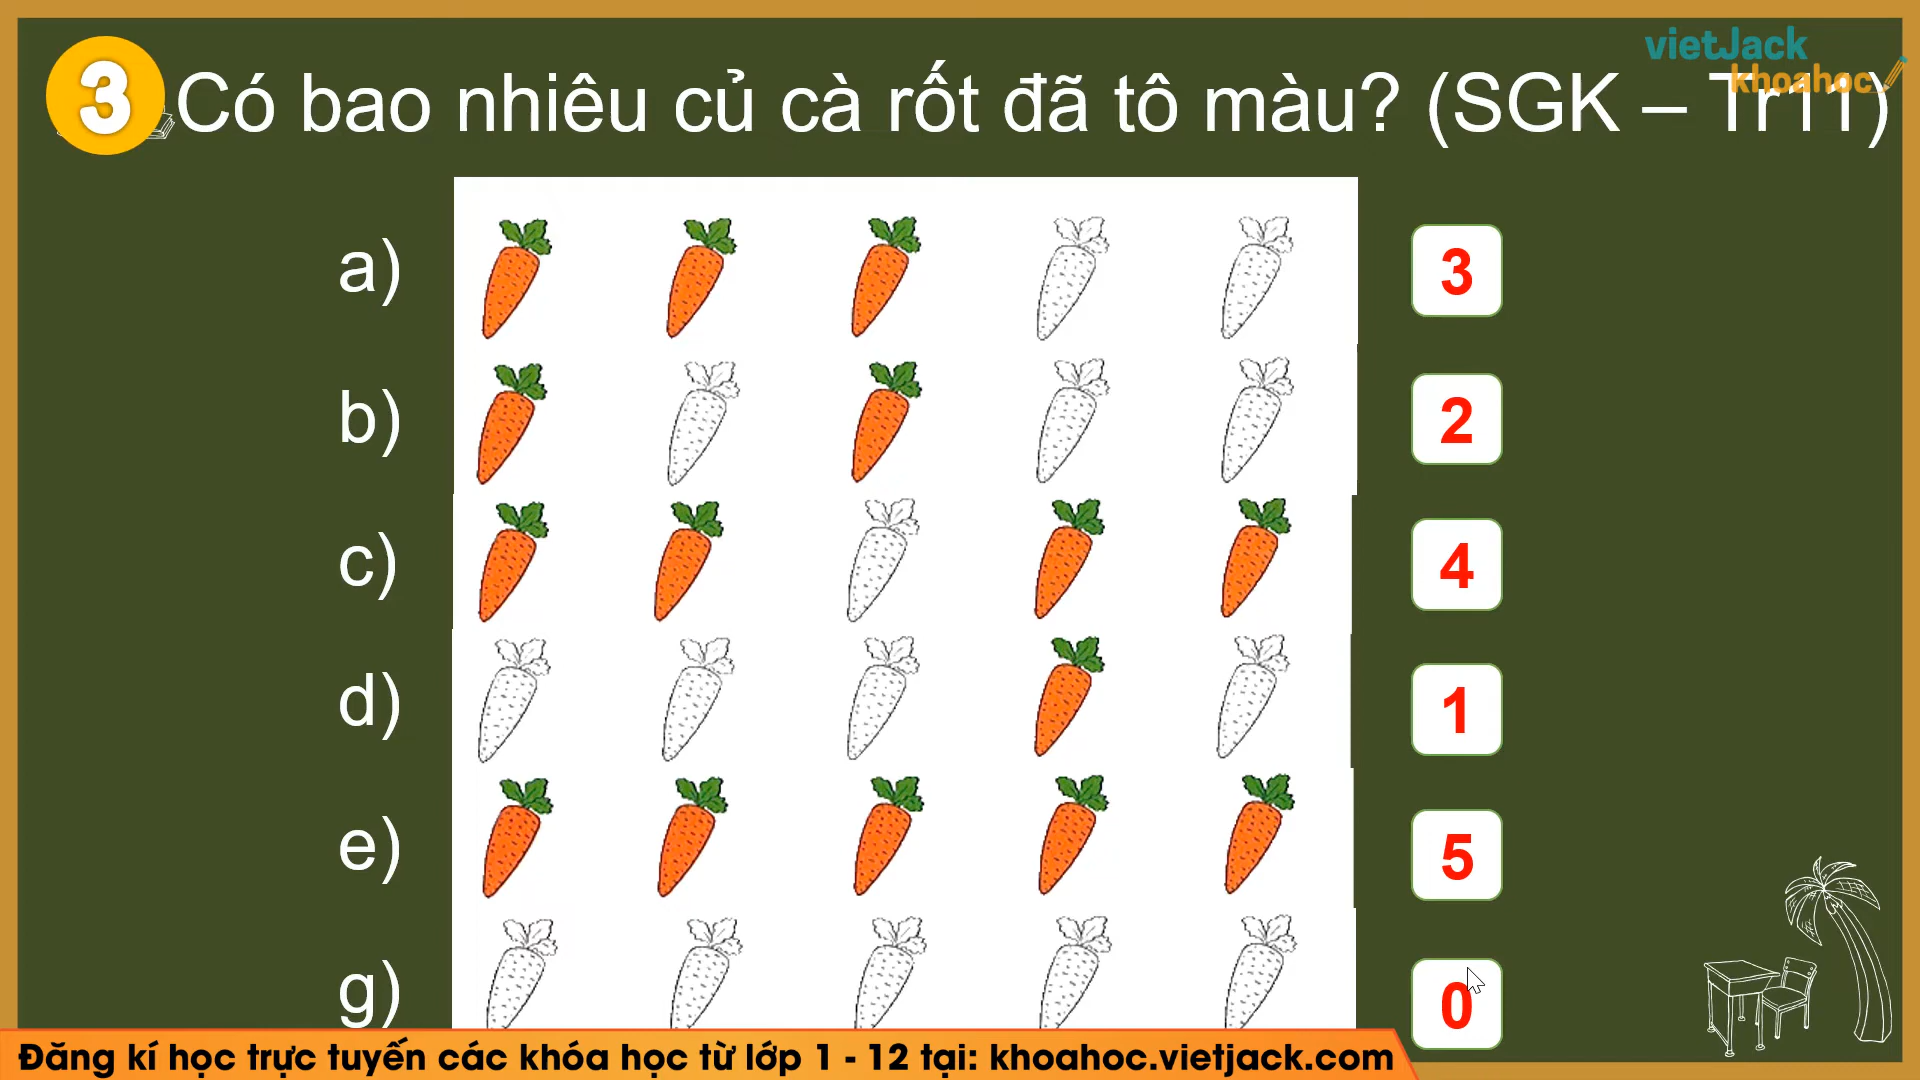 vietJack
khoahoc
3 Có bao nhiêu củ cà rốt đã tô màu? (SGK – Tr11)
a) 3
b) 2
c) 4
d) 1
e) 5
g) 0
Đăng kí học trực tuyến các khóa học từ lớp 1 - 12 tại: khoahoc.vietjack.com